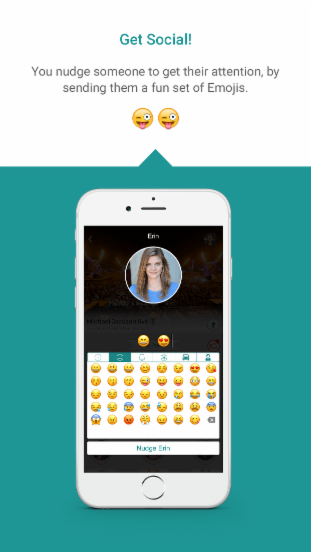 Get Social!
You nudge someone to get their attention, by
sending them a fun set of Emojis.
Erin
Nudge Erin